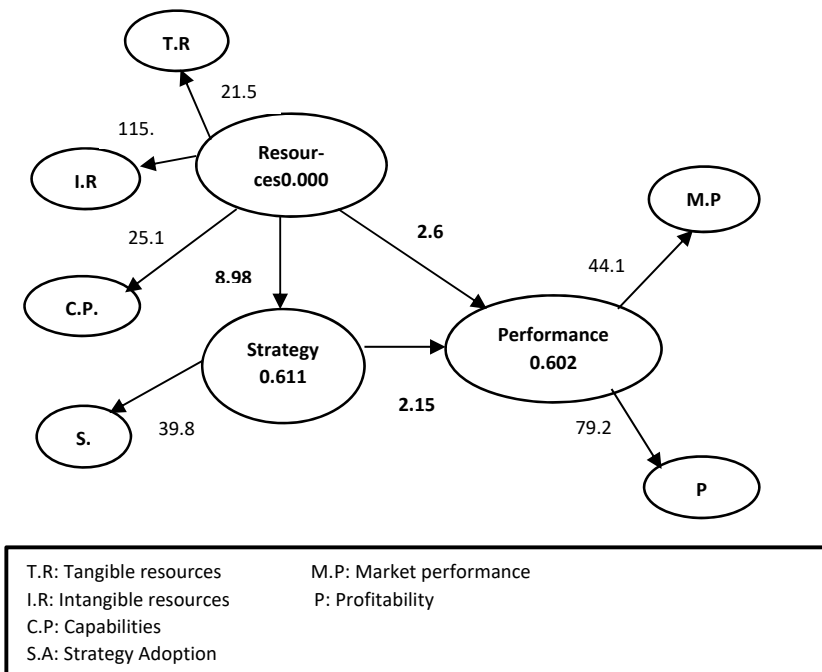 T.R
21.5
115.
Resour-
ces0.000
I.R
M.P
25.1
2.6
44.1
8.98
C.P.
Strategy
0.611
Performance
0.602
2.15
S.
39.8
79.2
P
T.R: Tangible resources
M.P: Market performance
I.R: Intangible resources
P: Profitability
C.P: Capabilities
S.A: Strategy Adoption